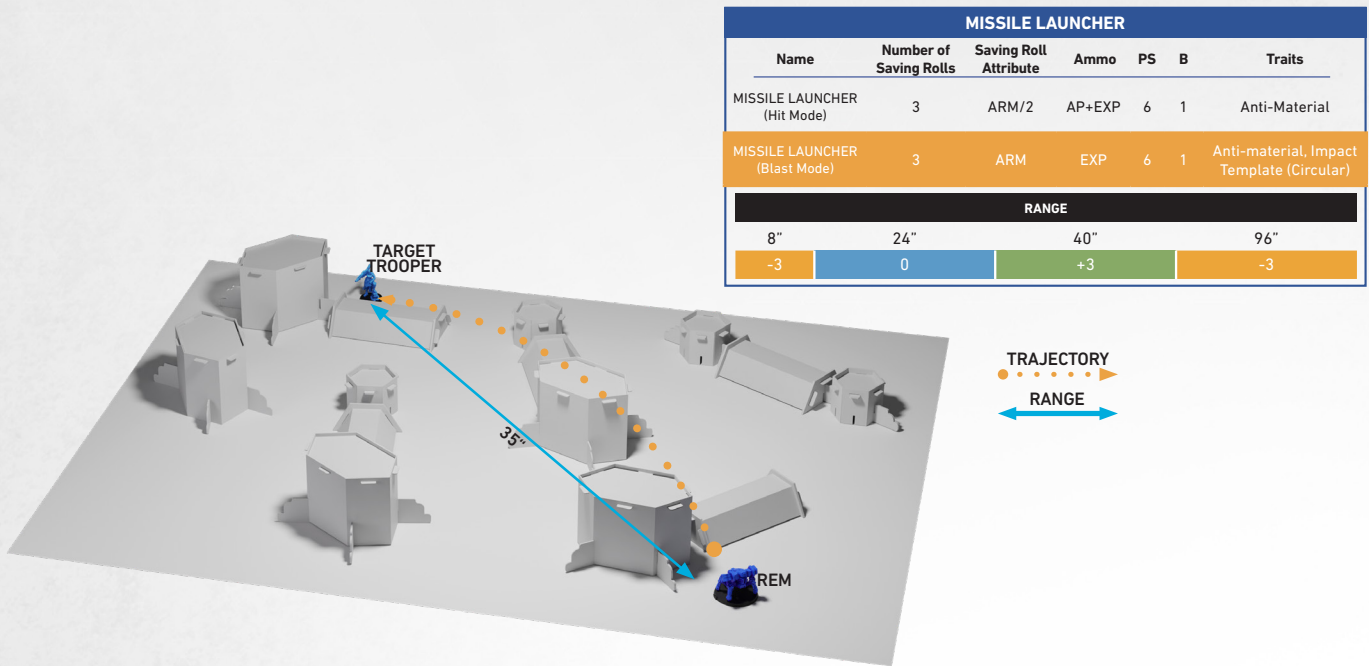 MISSILE LAUNCHER
Name Number of Saving Rolls Saving Roll Attribute Ammo PS B Traits
MISSILE LAUNCHER (Hit Mode) 3 ARM/2 AP+EXP 6 1 Anti-Material
MISSILE LAUNCHER (Blast Mode) 3 ARM EXP 6 1 Anti-material, Impact Template (Circular)
RANGE
8” 24” 40” 96”
-3 0 +3 -3
TARGET
TROOPER
35“
REM
TRAJECTORY
RANGE